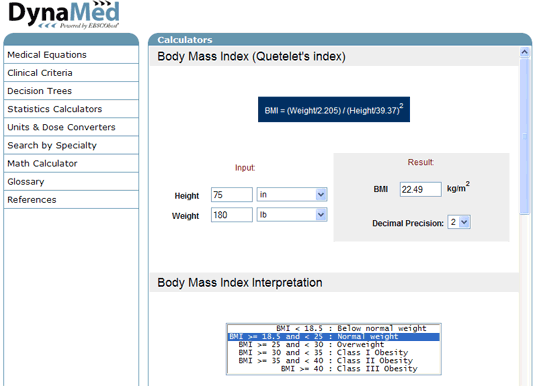 DynaMed
Powered by EBSCOhost
Medical Equations
Clinical Criteria
Decision Trees
Statistics Calculators
Units & Dose Converters
Search by Specialty
Math Calculator
Glossary
References
Calculators
Body Mass Index (Quetelet's index)
BMI = (Weight/2.205) / (Height/39.37)²
Input:
Height 75 in
Weight 180 lb
Result:
BMI 22.49 kg/m²
Decimal Precision: 2
Body Mass Index Interpretation
BMI < 18.5 : Below normal weight
BMI >= 18.5 and < 25 : Normal weight
BMI >= 25 and < 30 : Overweight
BMI >= 30 and < 35 : Class I Obesity
BMI >= 35 and < 40 : Class II Obesity
BMI >= 40 : Class III Obesity